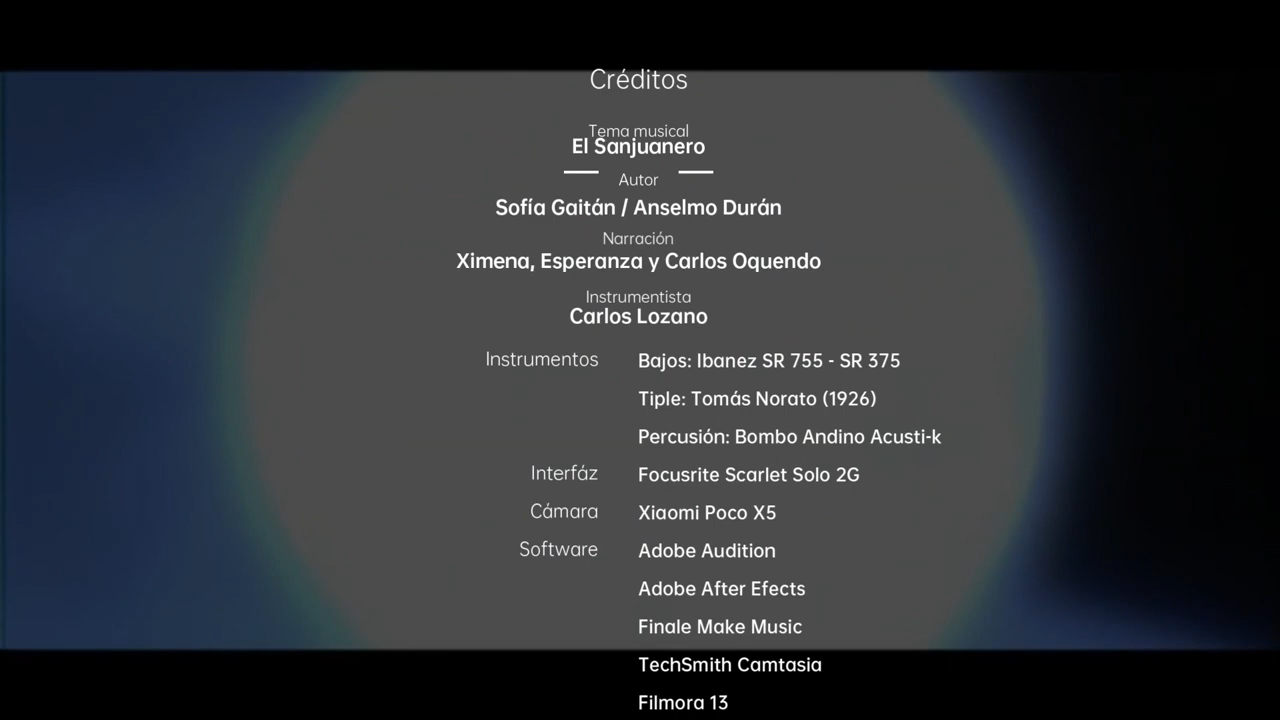 Créditos
Tema musical
El Sanjuanero
Autor
Sofía Gaitán / Anselmo Durán
Narración
Ximena, Esperanza y Carlos Oquendo
Instrumentista
Carlos Lozano
Instrumentos Bajos: Ibanez SR 755 - SR 375
Tiple: Tomás Norato (1926)
Percusión: Bombo Andino Acusti-k
Interfáz Focusrite Scarlet Solo 2G
Cámara Xiaomi Poco X5
Software Adobe Audition
Adobe After Efects
Finale Make Music
TechSmith Camtasia
Filmora 13